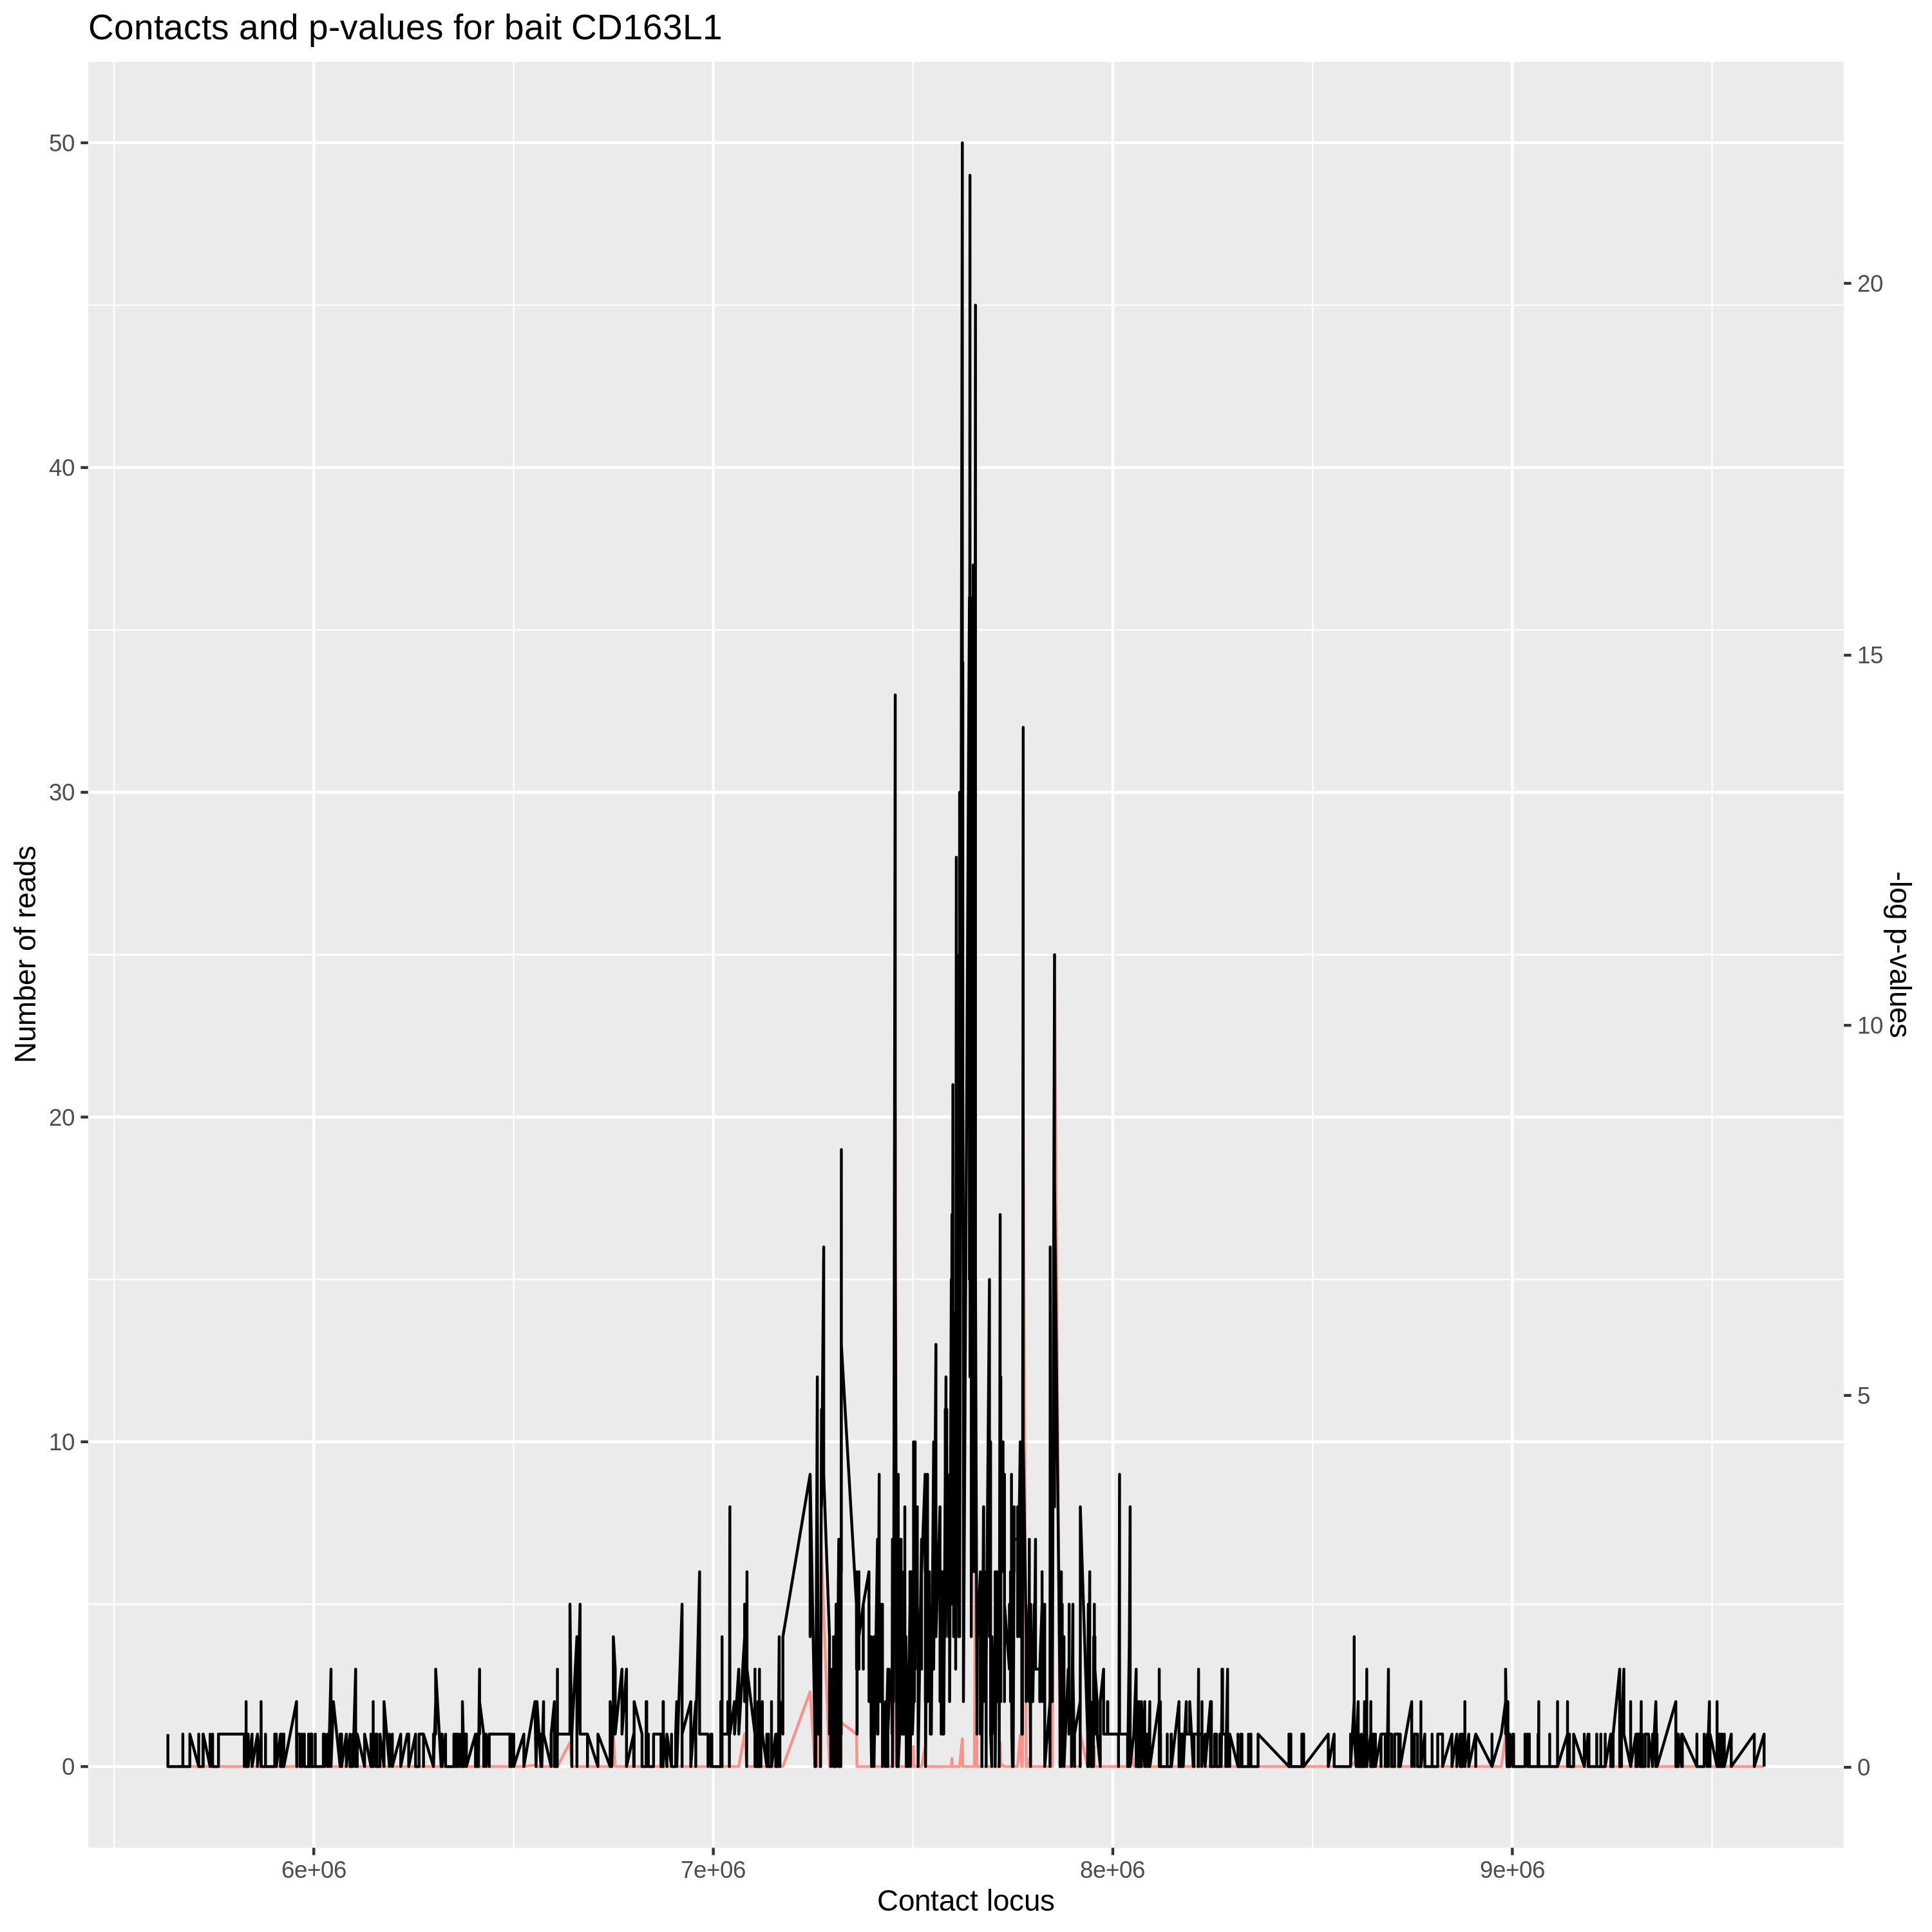 Contacts and p-values for bait CD163L1
50
40
30
20
10
0
Number of reads
20
15
10
5
0
-log p-values
6e+06
7e+06
8e+06
9e+06
Contact locus